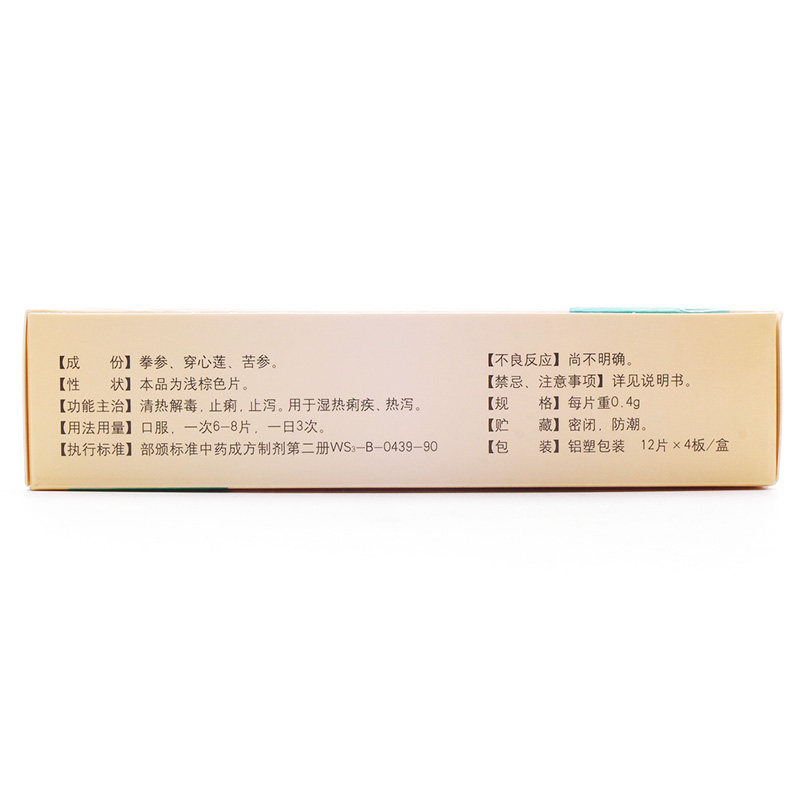 【成 份】拳参、穿心莲、苦参。
【性 状】本品为浅棕色片。
【功能主治】清热解毒，止痢，止泻。用于湿热痢疾、热泻。
【用法用量】口服，一次6-8片，一日3次。
【执行标准】部颁标准中药成方制剂第二册WS₃-B-0439-90
【不良反应】尚不明确。
【禁忌、注意事项】详见说明书。
【规 格】每片重0.4g
【贮 藏】密闭，防潮。
【包 装】铝塑包装 12片×4板/盒